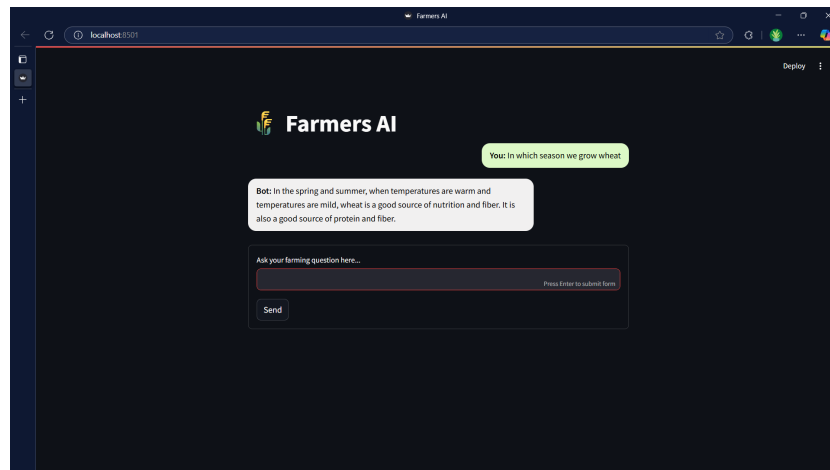 Farmers AI
localhost:8501
Deploy
Farmers AI
You: In which season we grow wheat
Bot: In the spring and summer, when temperatures are warm and
temperatures are mild, wheat is a good source of nutrition and fiber. It is
also a good source of protein and fiber.
Ask your farming question here...
Press Enter to submit form
Send